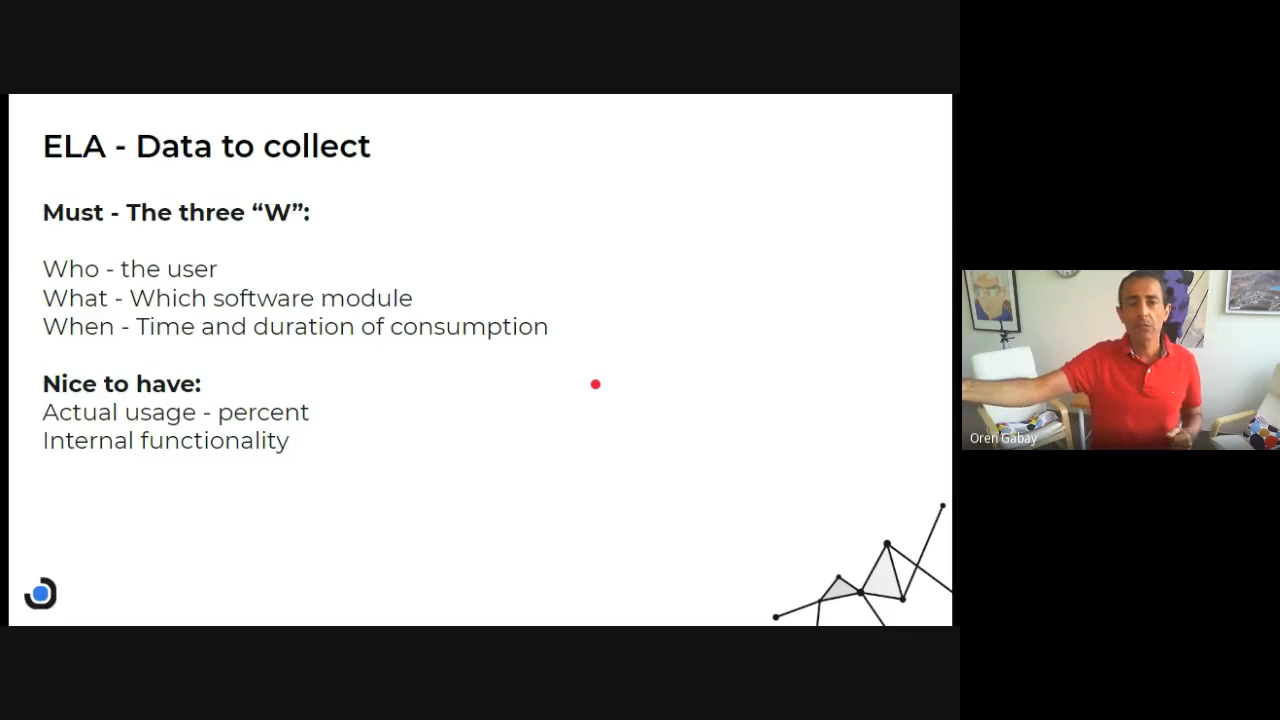 ELA - Data to collect
Must - The three “W”:
Who - the user
What - Which software module
When - Time and duration of consumption
Nice to have:
Actual usage - percent
Internal functionality
Oren Gabay